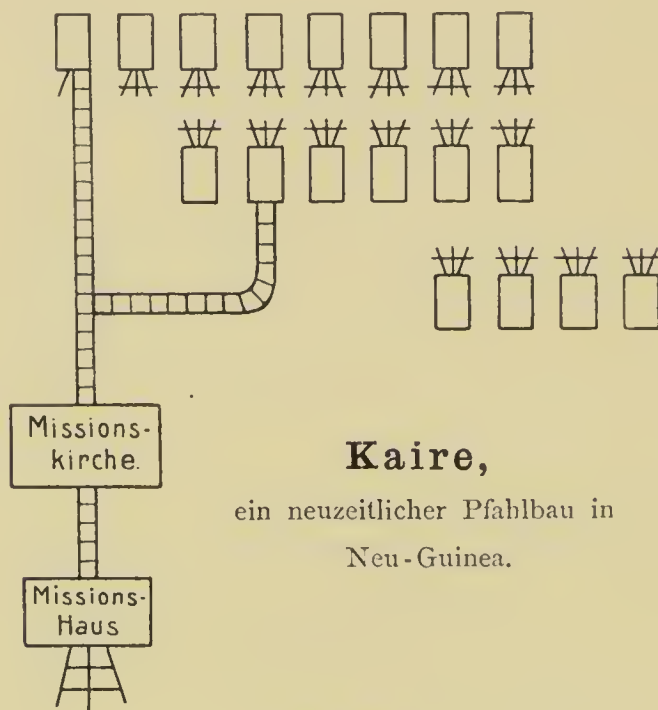 Missions-
kirche.
Kaire,
ein neuzeitlicher Pfahlbau in
Neu-Guinea.
Missions-
Haus